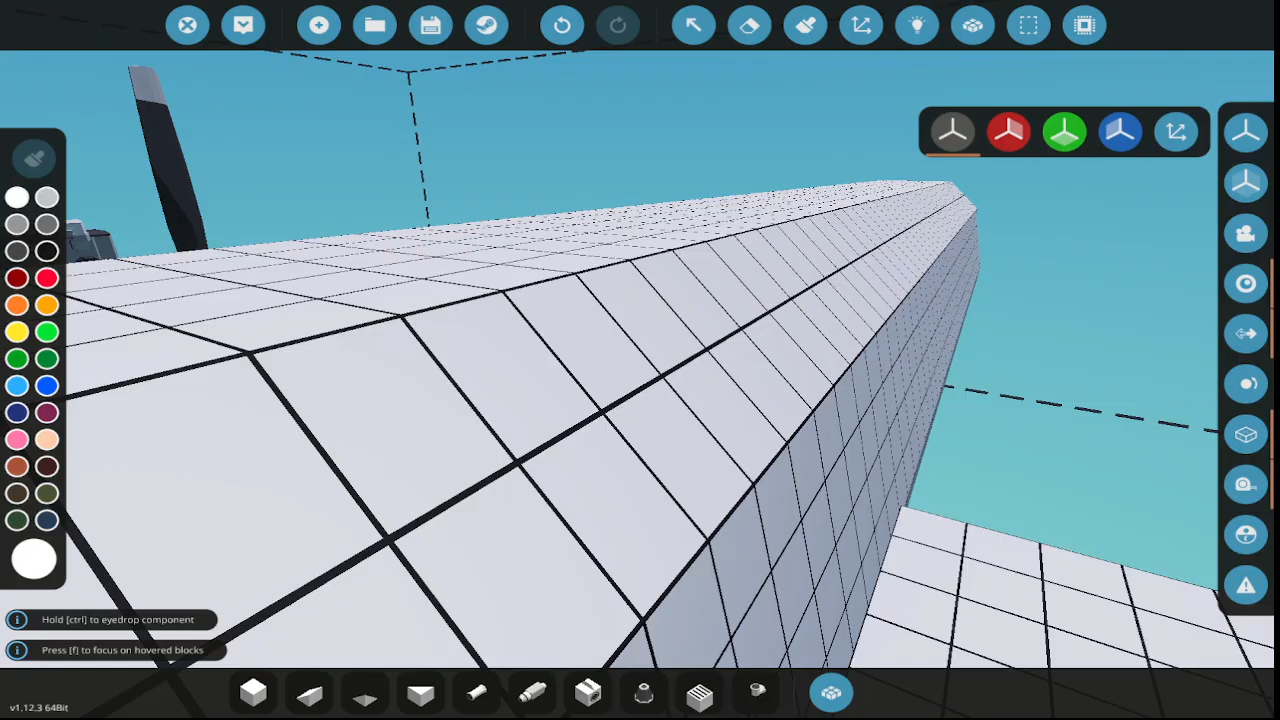 Hold [ctrl] to eyedrop component
Press [f] to focus on hovered blocks
v1.12.3 64Bit